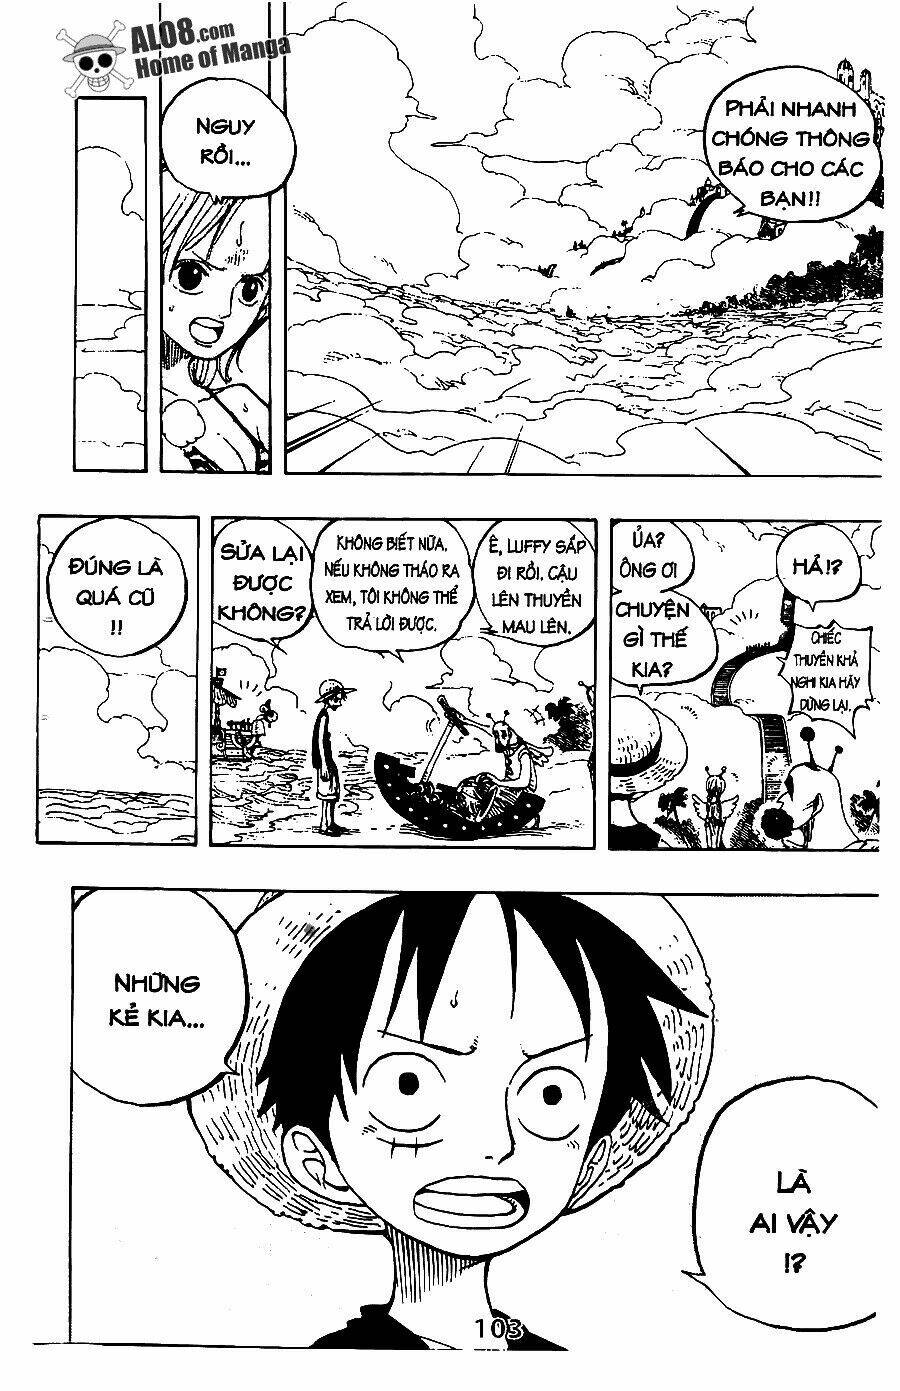 ALO8.com
Home of Manga
PHẢI NHANH
CHÓNG THÔNG
BÁO CHO CÁC
BẠN!!
NGUY
RỒI...
HẢ!?
CHIẾC
THUYỀN KHẢ
NGHI KIA HÃY
DỪNG LẠI.
ỦA?
ÔNG ƠI
CHUYỆN
GÌ THẾ
KIA?
Ê, LUFFY SẮP
ĐI RỒI. CẬU
LÊN THUYỀN
MAU LÊN.
KHÔNG BIẾT NỮA.
NẾU KHÔNG THÁO RA
XEM, TÔI KHÔNG THỂ
TRẢ LỜI ĐƯỢC.
SỬA LẠI
ĐƯỢC
KHÔNG?
ĐÚNG LÀ
QUÁ CŨ
!!
NHỮNG
KẺ KIA...
LÀ
AI VẬY
!?
103